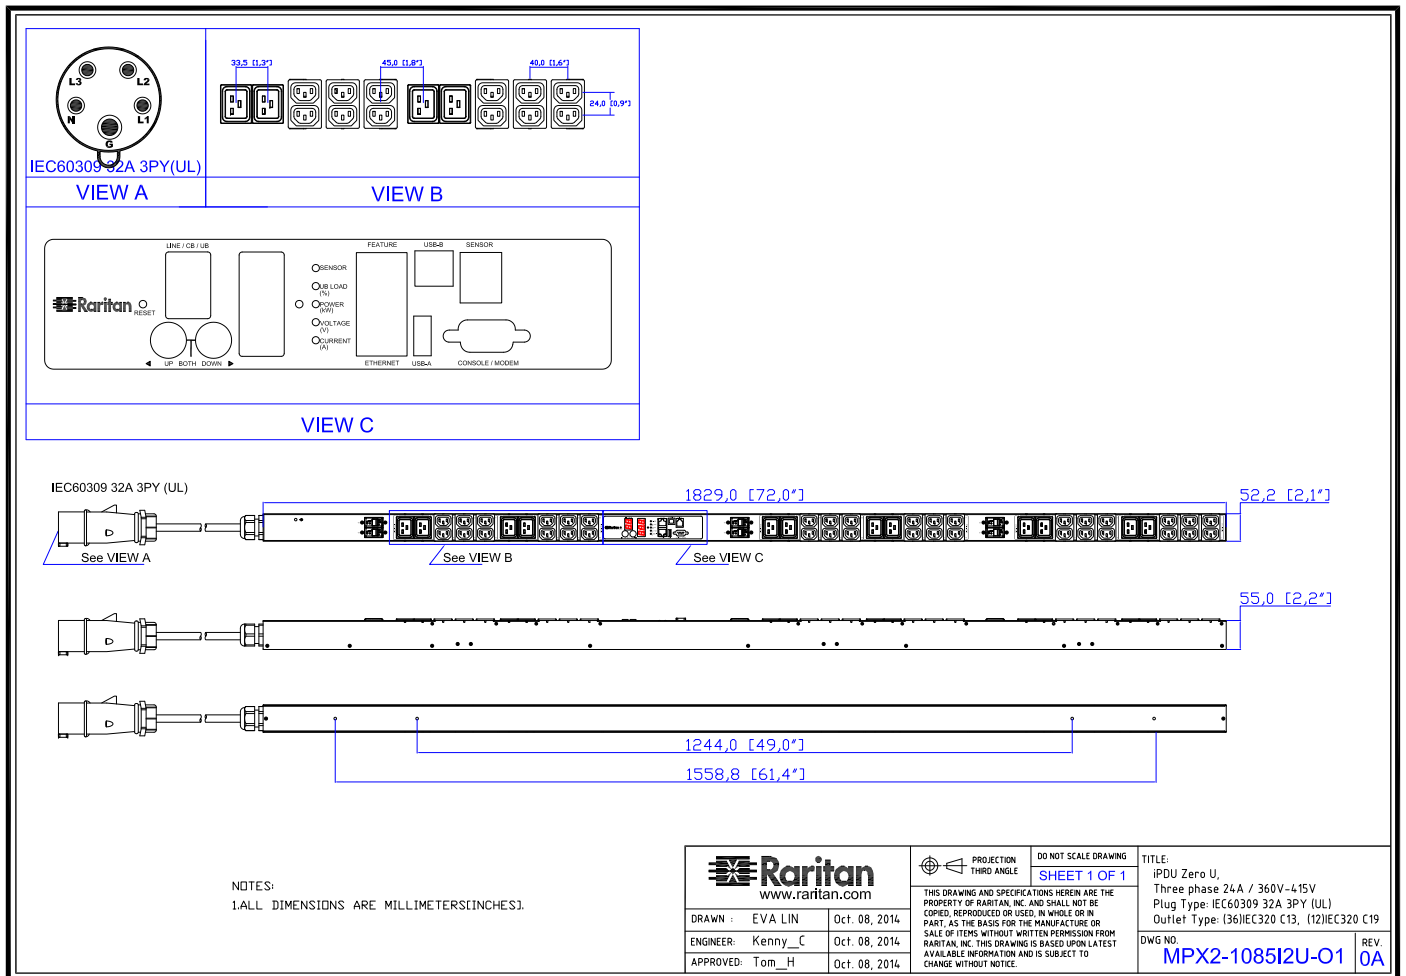 L3 L2
N L1
G
IEC60309 32A 3PY(UL)
VIEW A
33,5 [1,3"]
45,0 [1,8"]
40,0 [1,6"]
24,0 [0,9"]
VIEW B
LINE / CB / UB
FEATURE
USB-B
SENSOR
SENSOR
UB LOAD
(%)
POWER
(kW)
VOLTAGE
(V)
CURRENT
(A)
Raritan
RESET
UP BOTH DOWN
ETHERNET
USB-A
CONSOLE / MODEM
VIEW C
IEC60309 32A 3PY (UL)
1829,0 [72,0"]
52,2 [2,1"]
See VIEW A
See VIEW B
See VIEW C
55,0 [2,2"]
1244,0 [49,0"]
1558,8 [61,4"]
NOTES:
1.ALL DIMENSIONS ARE MILLIMETERS[INCHES].
Raritan
www.raritan.com
DRAWN : EVA LIN Oct. 08, 2014
ENGINEER: Kenny_C Oct. 08, 2014
APPROVED: Tom_H Oct. 08, 2014
PROJECTION
THIRD ANGLE
DO NOT SCALE DRAWING
SHEET 1 OF 1
THIS DRAWING AND SPECIFICATIONS HEREIN ARE THE
PROPERTY OF RARITAN, INC. AND SHALL NOT BE
COPIED, REPRODUCED OR USED, IN WHOLE OR IN
PART, AS THE BASIS FOR THE MANUFACTURE OR
SALE OF ITEMS WITHOUT WRITTEN PERMISSION FROM
RARITAN, INC. THIS DRAWING IS BASED UPON LATEST
AVAILABLE INFORMATION AND IS SUBJECT TO
CHANGE WITHOUT NOTICE.
TITLE:
iPDU Zero U,
Three phase 24A / 360V-415V
Plug Type: IEC60309 32A 3PY (UL)
Outlet Type: (36)IEC320 C13, (12)IEC320 C19
DWG NO.
MPX2-1085I2U-O1
REV.
0A